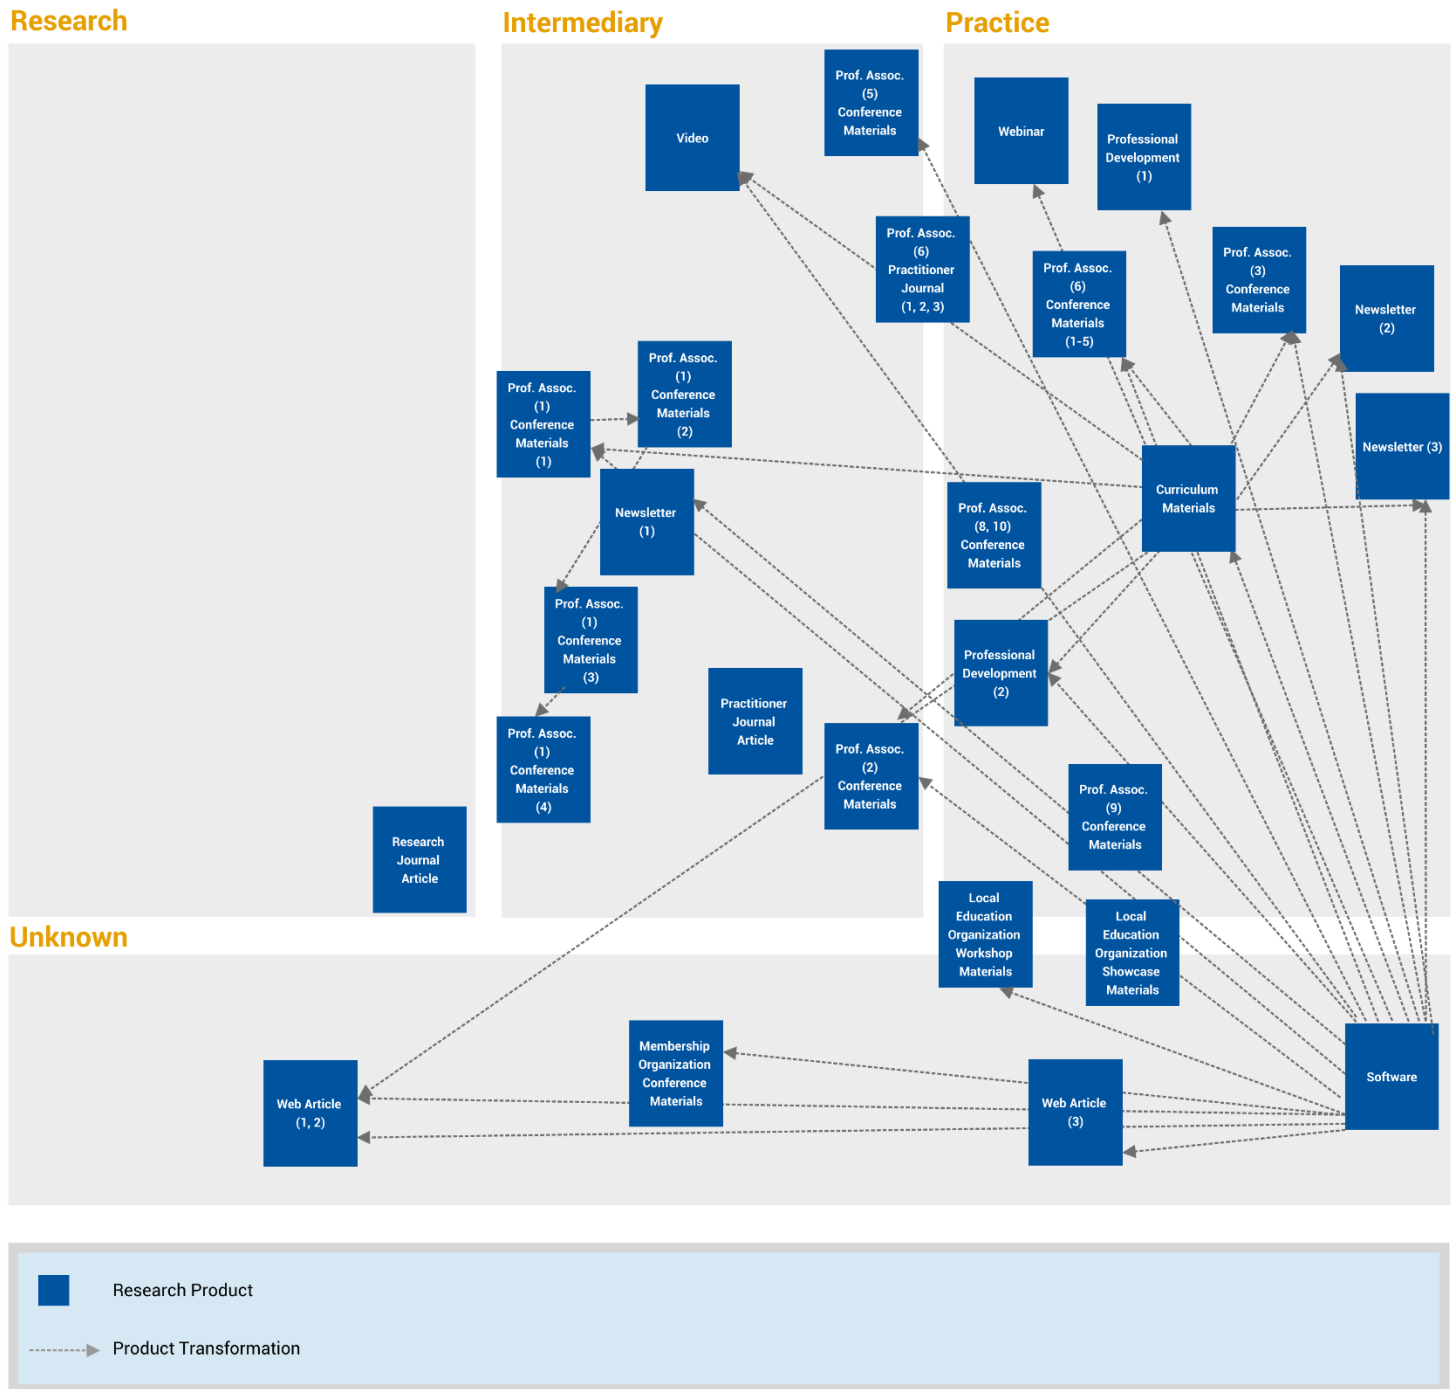 Research
Intermediary
Practice
Prof. Assoc.
(5)
Conference
Materials
Video
Webinar
Professional
Development
(1)
Prof. Assoc.
(6)
Practitioner
Journal
(1, 2, 3)
Prof. Assoc.
(6)
Conference
Materials
(1-5)
Prof. Assoc.
(3)
Conference
Materials
Newsletter
(2)
Prof. Assoc.
(1)
Conference
Materials
(1)
Prof. Assoc.
(1)
Conference
Materials
(2)
Newsletter (3)
Newsletter
(1)
Prof. Assoc.
(8, 10)
Conference
Materials
Curriculum
Materials
Prof. Assoc.
(1)
Conference
Materials
(3)
Professional
Development
(2)
Practitioner
Journal
Article
Prof. Assoc.
(1)
Conference
Materials
(4)
Prof. Assoc.
(2)
Conference
Materials
Prof. Assoc.
(9)
Conference
Materials
Research
Journal
Article
Local
Education
Organization
Workshop
Materials
Local
Education
Organization
Showcase
Materials
Unknown
Web Article
(1, 2)
Membership
Organization
Conference
Materials
Web Article
(3)
Software
Research Product
Product Transformation